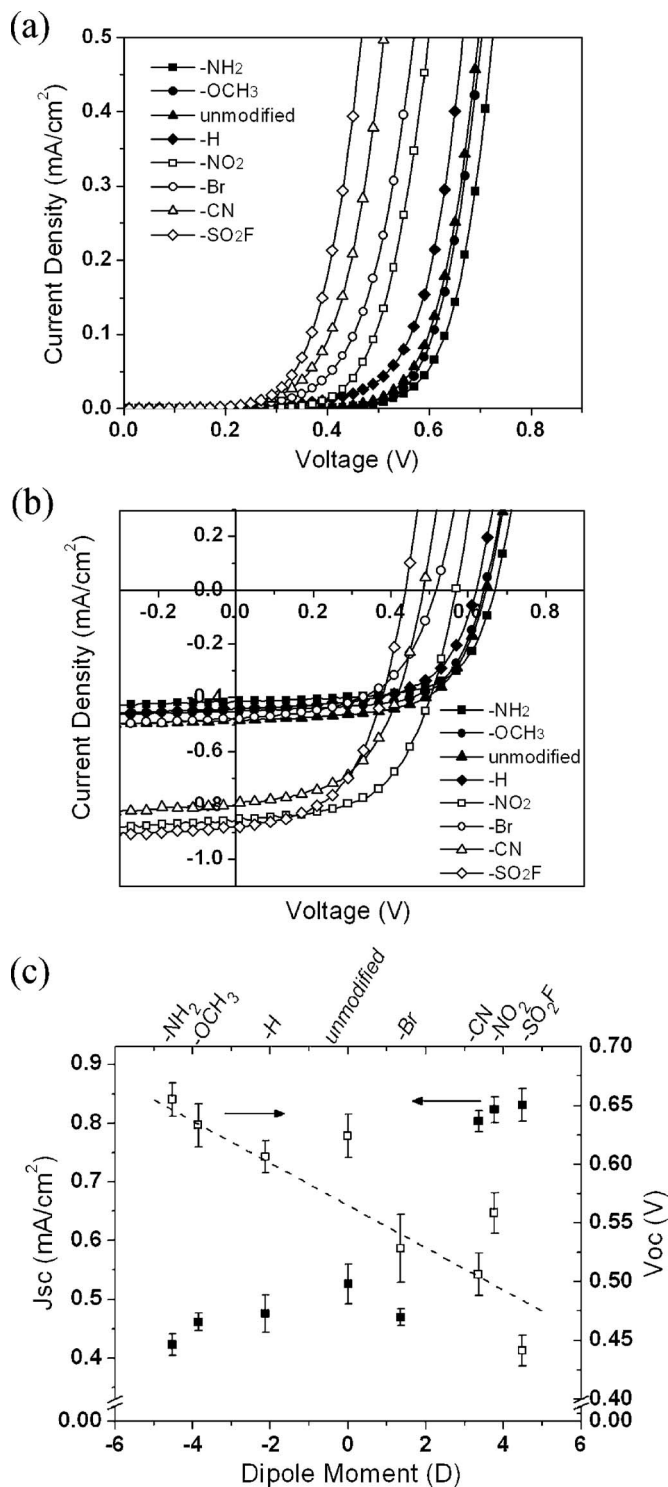 (a)
0.5
0.4
0.3
0.2
0.1
0.0
Current Density (mA/cm²)
-NH₂
-OCH₃
unmodified
-H
-NO₂
-Br
-CN
-SO₂F
0.0 0.2 0.4 0.6 0.8
Voltage (V)
(b)
0.2
0.0
-0.2
-0.4
-0.6
-0.8
-1.0
Current Density (mA/cm²)
-0.2 0.0 0.2 0.4 0.6 0.8
-NH₂
-OCH₃
unmodified
-H
-NO₂
-Br
-CN
-SO₂F
Voltage (V)
(c)
-NH₂ -OCH₃ -H unmodified -Br -CN -NO₂ -SO₂F
0.9
0.8
0.7
0.6
0.5
0.4
0.00
Jsc (mA/cm²)
0.70
0.65
0.60
0.55
0.50
0.45
0.40
0.00
Voc (V)
-6 -4 -2 0 2 4 6
Dipole Moment (D)